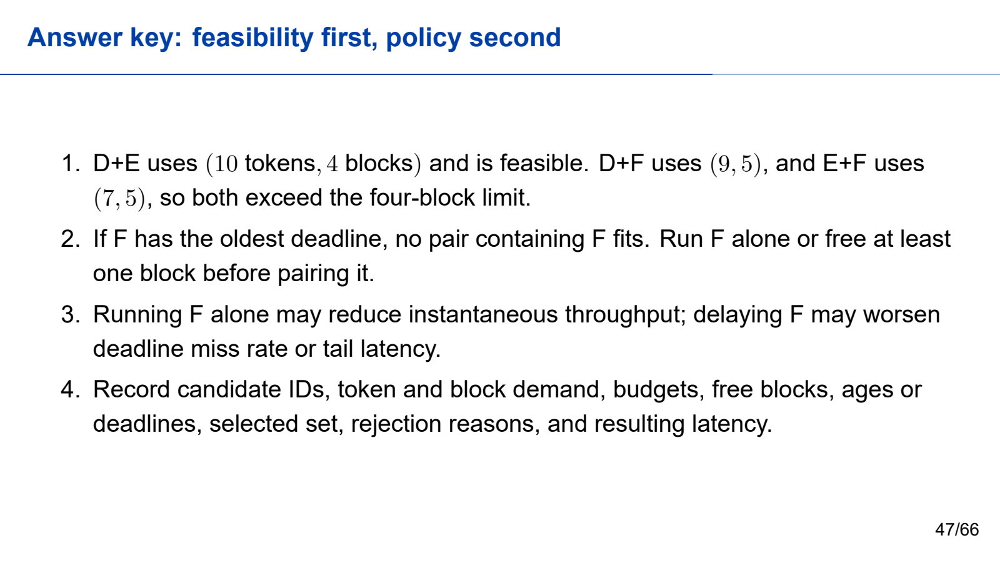 Answer key: feasibility first, policy second
1. D+E uses (10 tokens, 4 blocks) and is feasible. D+F uses (9, 5), and E+F uses
(7, 5), so both exceed the four-block limit.
2. If F has the oldest deadline, no pair containing F fits. Run F alone or free at least
one block before pairing it.
3. Running F alone may reduce instantaneous throughput; delaying F may worsen
deadline miss rate or tail latency.
4. Record candidate IDs, token and block demand, budgets, free blocks, ages or
deadlines, selected set, rejection reasons, and resulting latency.
47/66